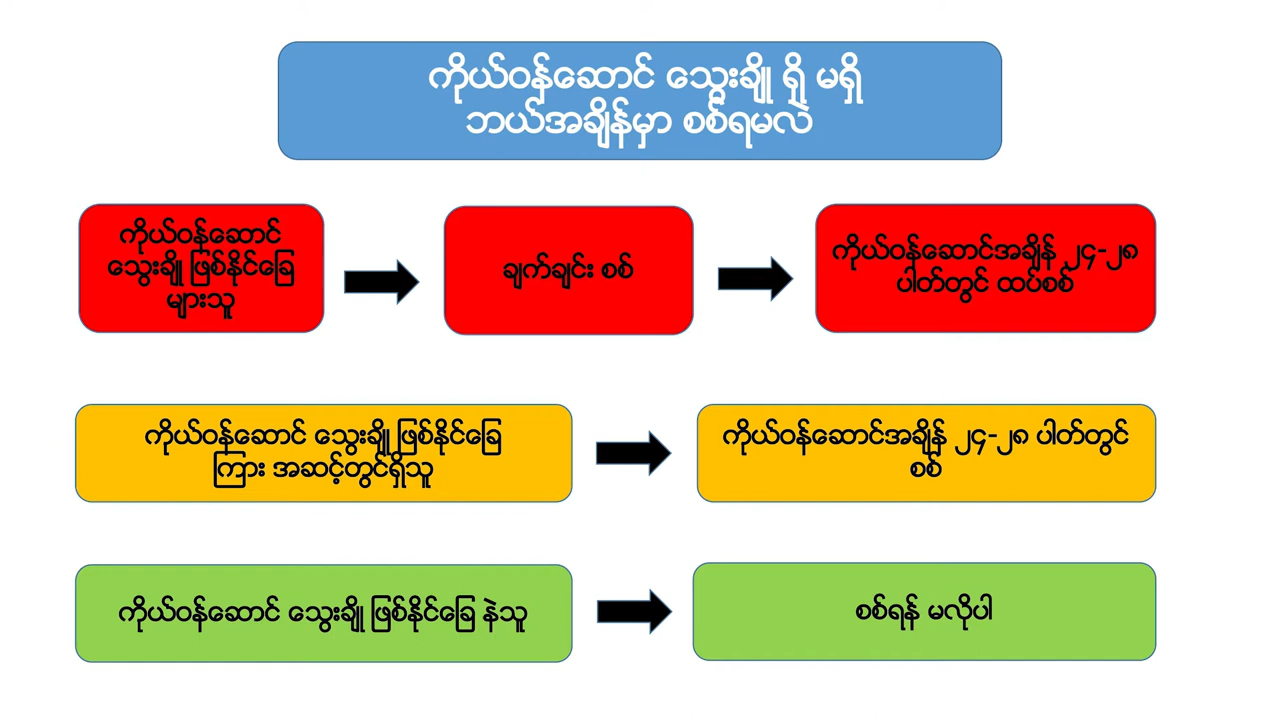 ကိုယ်ဝန်ဆောင် သွေးချို ရှိ မရှိ
ဘယ်အချိန်မှာ စစ်ရမလဲ
ကိုယ်ဝန်ဆောင်
သွေးချို ဖြစ်နိုင်ခြေ
များသူ
ချက်ချင်း စစ်
ကိုယ်ဝန်ဆောင်အချိန် ၂၄-၂၈
ပါတ်တွင် ထပ်စစ်
ကိုယ်ဝန်ဆောင် သွေးချိုဖြစ်နိုင်ခြေ
ကြား အဆင့်တွင်ရှိသူ
ကိုယ်ဝန်ဆောင်အချိန် ၂၄-၂၈ ပါတ်တွင်
စစ်
ကိုယ်ဝန်ဆောင် သွေးချို ဖြစ်နိုင်ခြေ နဲသူ
စစ်ရန် မလိုပါ